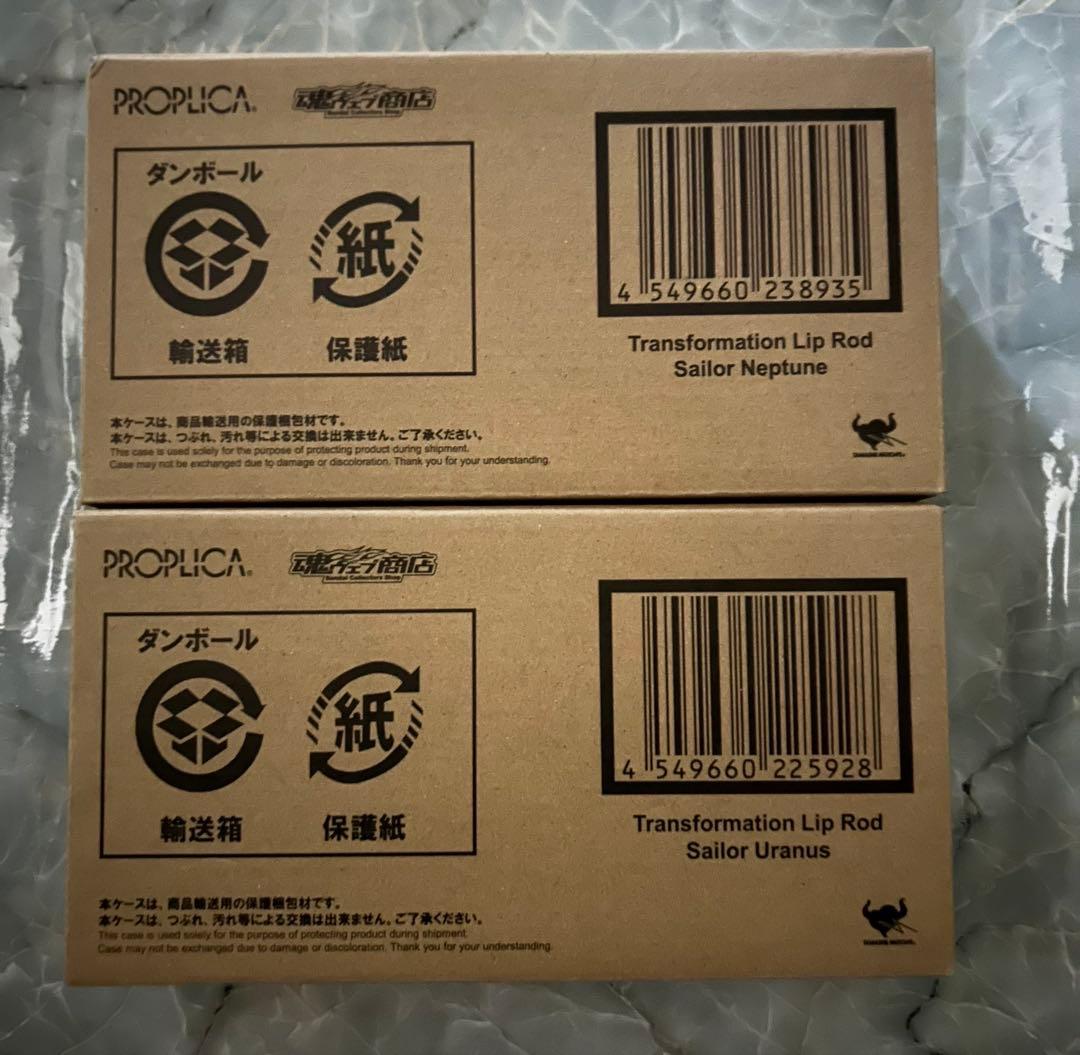 PROPLICA®
魂ウェブ商店
Bandai Collectors Shop
ダンボール
紙
輸送箱 保護紙
4 549660 238935
Transformation Lip Rod
Sailor Neptune
本ケースは、商品輸送用の保護梱包材です。
本ケースは、つぶれ、汚れ等による交換は出来ません。ご了承ください。
This case is used solely for the purpose of protecting product during shipment.
Case may not be exchanged due to damage or discoloration. Thank you for your understanding.
TAMASHII NATIONS
PROPLICA®
魂ウェブ商店
Bandai Collectors Shop
ダンボール
紙
輸送箱 保護紙
4 549660 225928
Transformation Lip Rod
Sailor Uranus
本ケースは、商品輸送用の保護梱包材です。
本ケースは、つぶれ、汚れ等による交換は出来ません。ご了承ください。
This case is used solely for the purpose of protecting product during shipment.
Case may not be exchanged due to damage or discoloration. Thank you for your understanding.
TAMASHII NATIONS